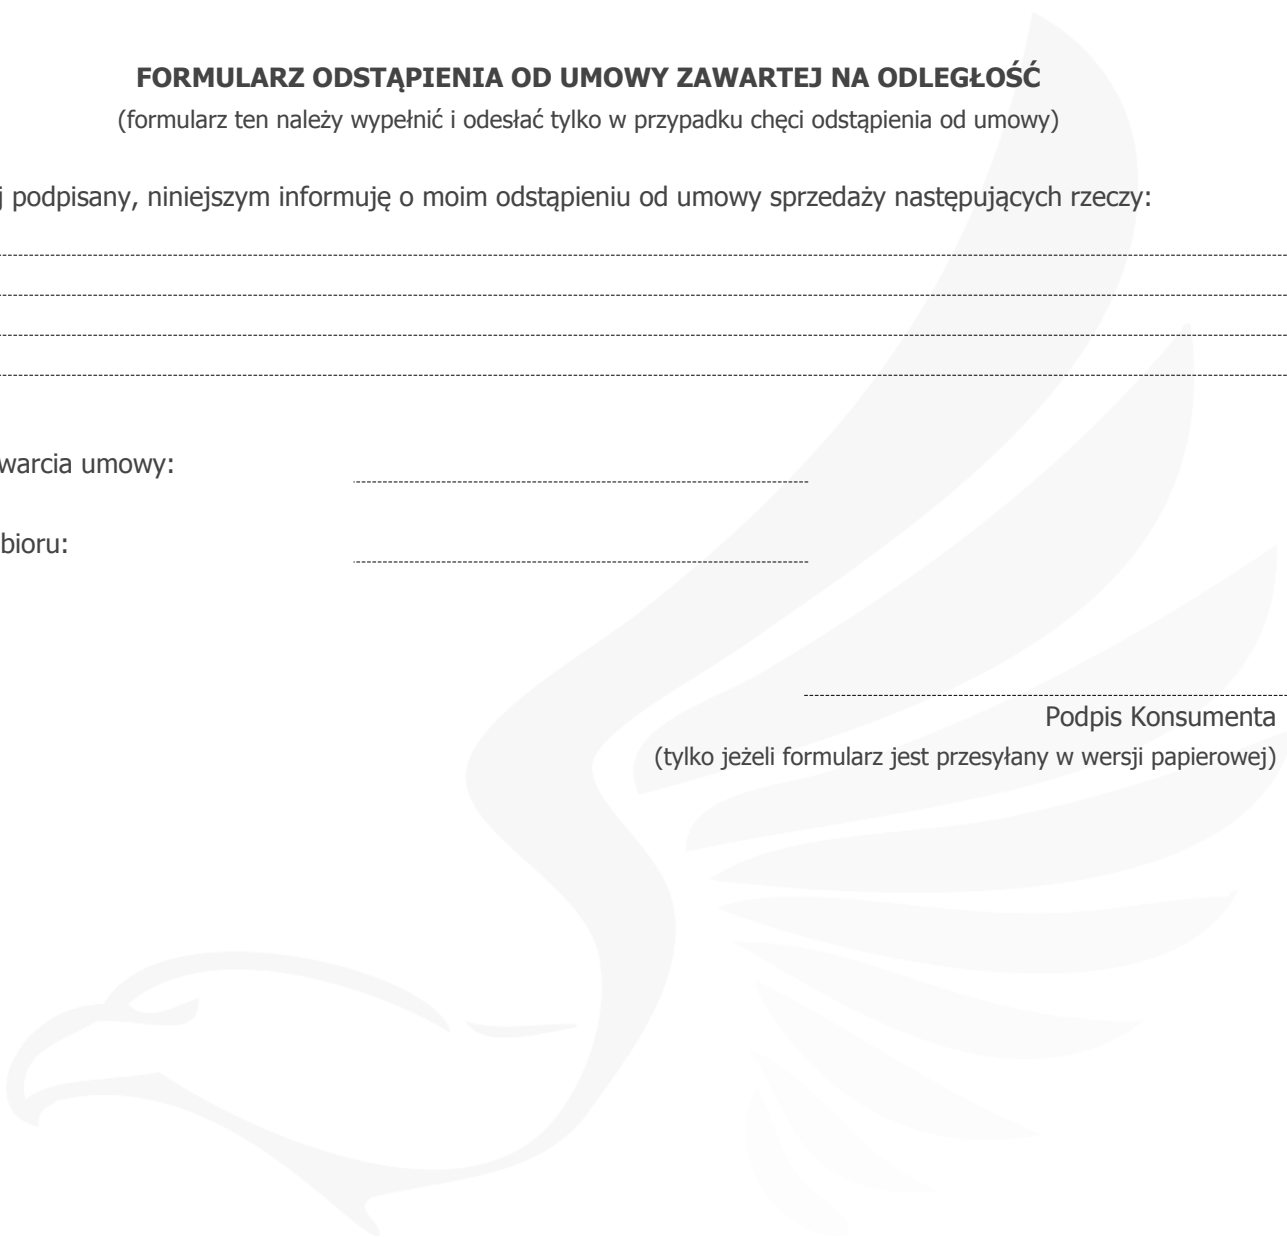 FORMULARZ ODSTĄPIENIA OD UMOWY ZAWARTEJ NA ODLEGŁOŚĆ
(formularz ten należy wypełnić i odesłać tylko w przypadku chęci odstąpienia od umowy)
j podpisany, niniejszym informuję o moim odstąpieniu od umowy sprzedaży następujących rzeczy:
warcia umowy:
bioru:
Podpis Konsumenta
(tylko jeżeli formularz jest przesyłany w wersji papierowej)